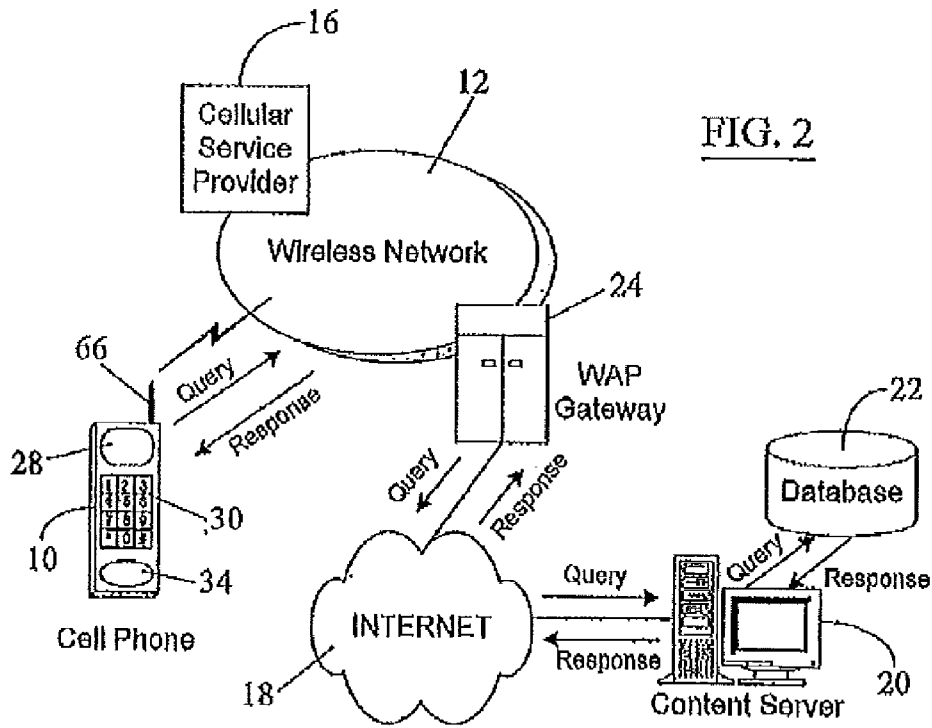 16
12
Cellular
Service
Provider
FIG. 2
Wireless Network
24
66
Query
Response
WAP
Gateway
28
30
10
34
Cell Phone
1 2 3
4 5 6
7 8 9
* 0 #
Query
Response
22
Database
Query
Response
INTERNET
18
Query
Response
20
Content Server